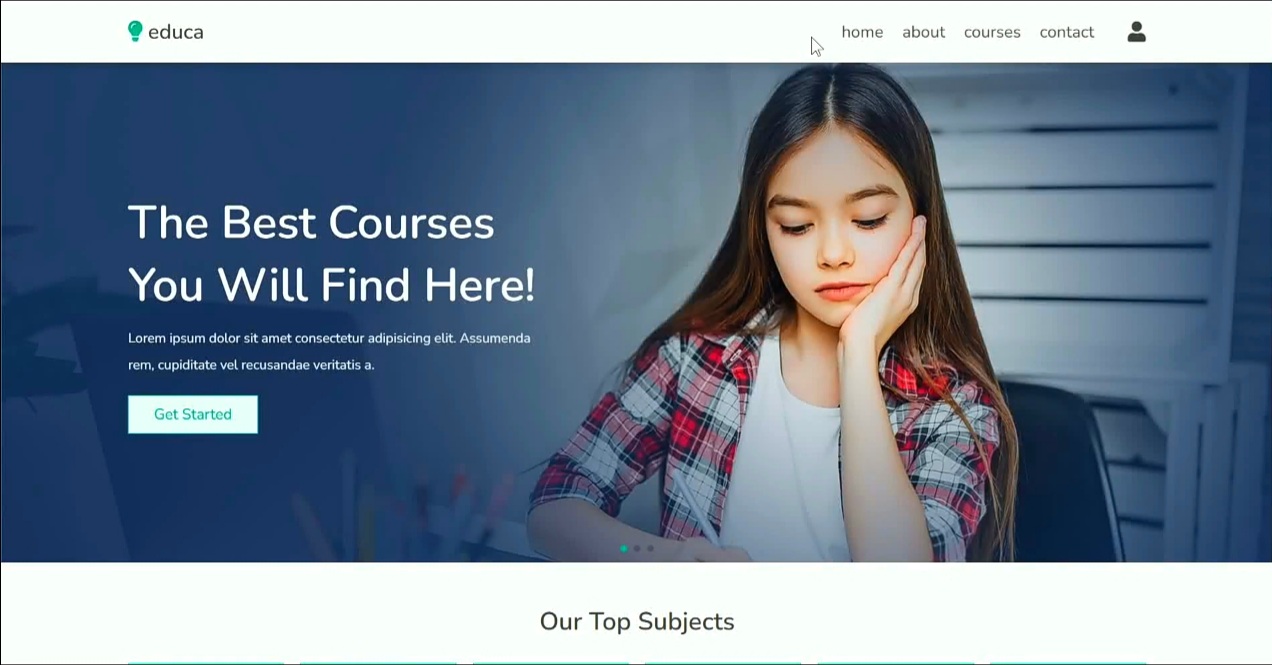 educa
home about courses contact
The Best Courses
You Will Find Here!
Lorem ipsum dolor sit amet consectetur adipisicing elit. Assumenda
rem, cupiditate vel recusandae veritatis a.
Get Started
Our Top Subjects